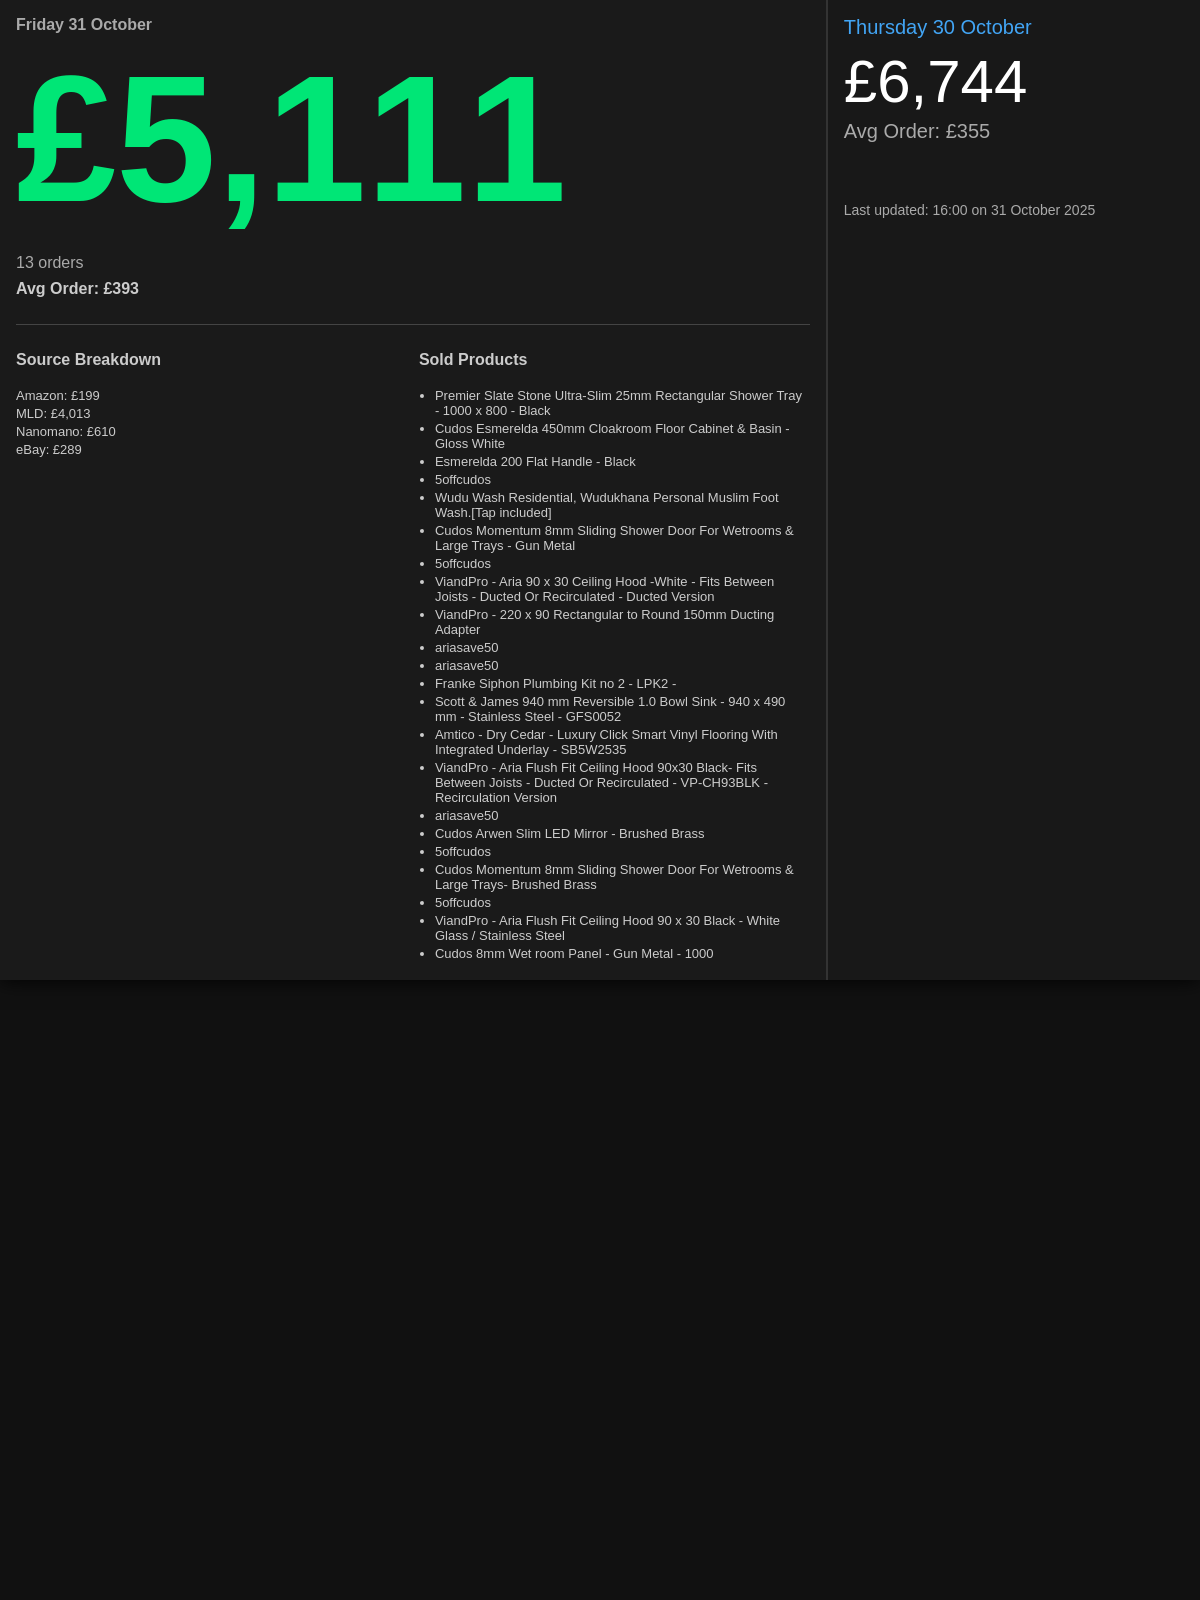 Friday 31 October
£5,111
13 orders
Avg Order: £393
Source Breakdown
Amazon: £199
MLD: £4,013
Nanomano: £610
eBay: £289
Sold Products
• Premier Slate Stone Ultra-Slim 25mm Rectangular Shower Tray
- 1000 x 800 - Black
• Cudos Esmerelda 450mm Cloakroom Floor Cabinet & Basin -
Gloss White
• Esmerelda 200 Flat Handle - Black
• 5offcudos
• Wudu Wash Residential, Wudukhana Personal Muslim Foot
Wash.[Tap included]
• Cudos Momentum 8mm Sliding Shower Door For Wetrooms &
Large Trays - Gun Metal
• 5offcudos
• ViandPro - Aria 90 x 30 Ceiling Hood -White - Fits Between
Joists - Ducted Or Recirculated - Ducted Version
• ViandPro - 220 x 90 Rectangular to Round 150mm Ducting
Adapter
• ariasave50
• ariasave50
• Franke Siphon Plumbing Kit no 2 - LPK2 -
• Scott & James 940 mm Reversible 1.0 Bowl Sink - 940 x 490
mm - Stainless Steel - GFS0052
• Amtico - Dry Cedar - Luxury Click Smart Vinyl Flooring With
Integrated Underlay - SB5W2535
• ViandPro - Aria Flush Fit Ceiling Hood 90x30 Black- Fits
Between Joists - Ducted Or Recirculated - VP-CH93BLK -
Recirculation Version
• ariasave50
• Cudos Arwen Slim LED Mirror - Brushed Brass
• 5offcudos
• Cudos Momentum 8mm Sliding Shower Door For Wetrooms &
Large Trays- Brushed Brass
• 5offcudos
• ViandPro - Aria Flush Fit Ceiling Hood 90 x 30 Black - White
Glass / Stainless Steel
• Cudos 8mm Wet room Panel - Gun Metal - 1000
Thursday 30 October
£6,744
Avg Order: £355
Last updated: 16:00 on 31 October 2025